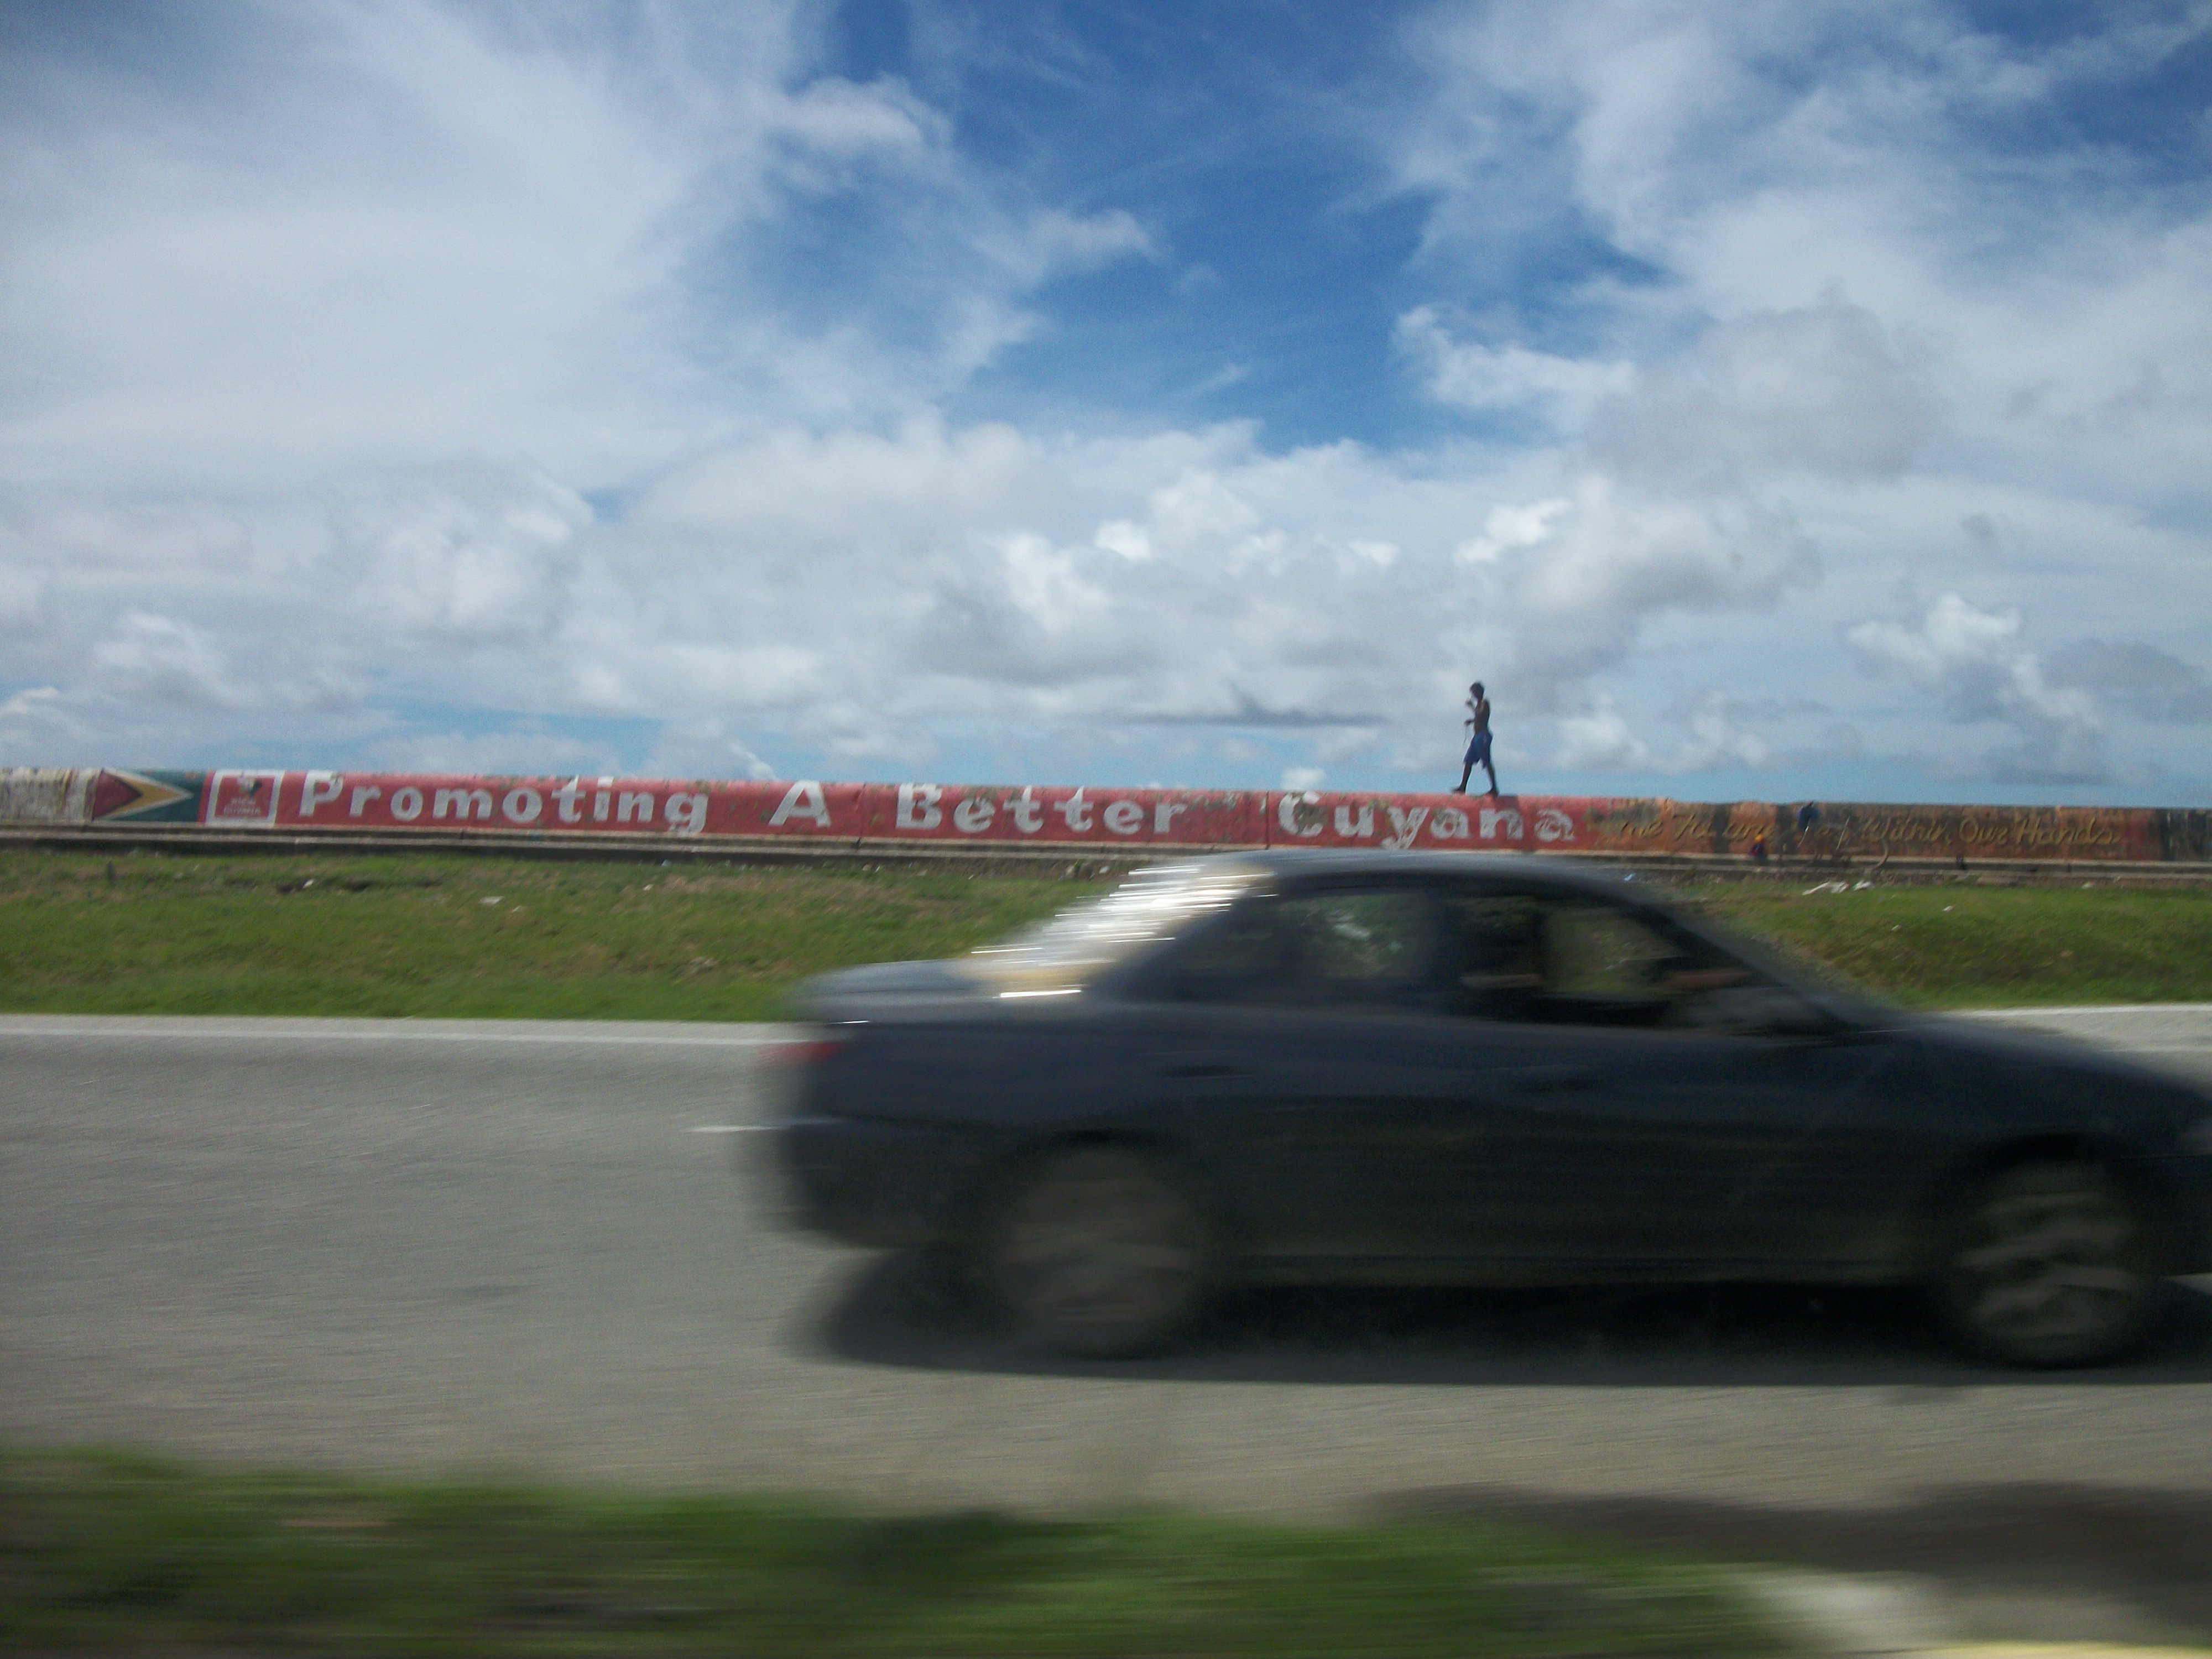 Promoting A Better Guyana
Within Our Hands.